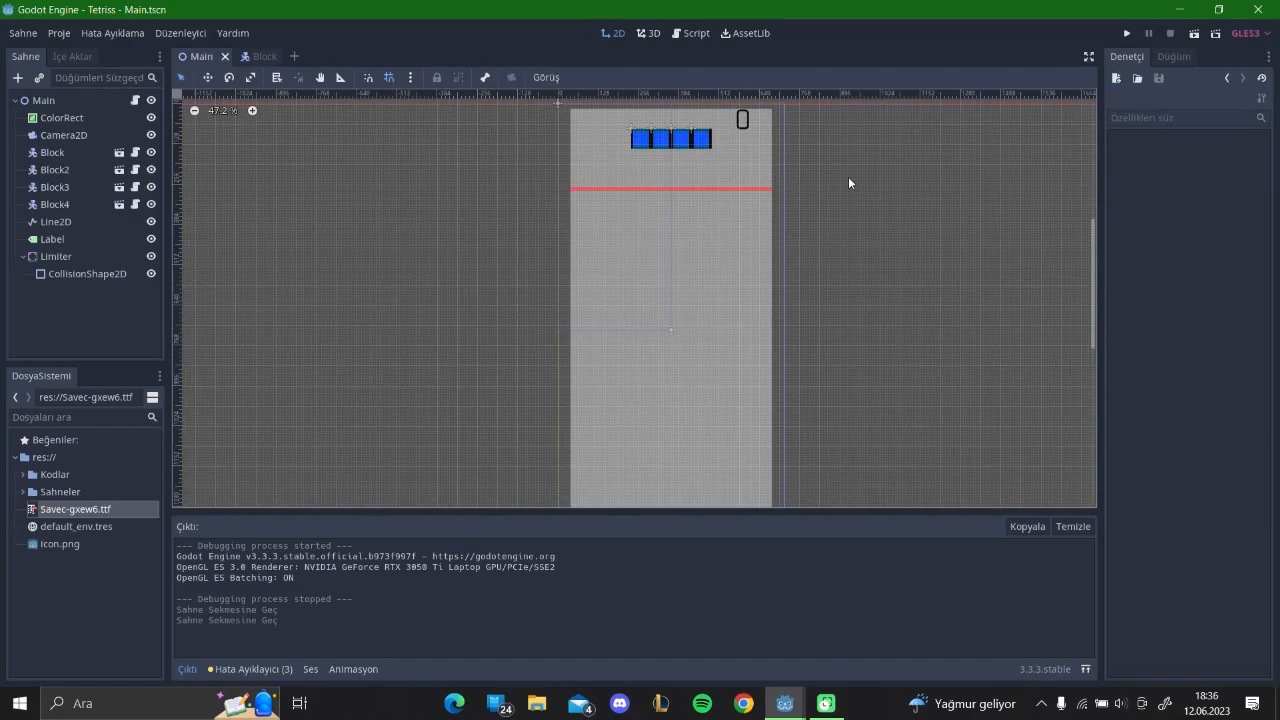 Godot Engine - Tetriss - Main.tscn
Sahne Proje Hata Ayıklama Düzenleyici Yardım
2D 3D Script AssetLib
GLES3
Sahne İçe Aktar
Main Block
Denetçi Düğüm
Düğümleri Süzgeçd
Görüş
47.2 %
Özellikleri süz
Main
ColorRect
Camera2D
Block
Block2
Block3
Block4
Line2D
Label
Limiter
CollisionShape2D
0
DosyaSistemi
res://Savec-gxew6.ttf
Dosyaları ara
Beğeniler:
res://
Kodlar
Sahneler
Savec-gxew6.ttf
default_env.tres
icon.png
Çıktı:
Kopyala Temizle
--- Debugging process started ---
Godot Engine v3.3.3.stable.official.b973f997f - https://godotengine.org
OpenGL ES 3.0 Renderer: NVIDIA GeForce RTX 3050 Ti Laptop GPU/PCIe/SSE2
OpenGL ES Batching: ON
--- Debugging process stopped ---
Sahne Sekmesine Geç
Sahne Sekmesine Geç
Çıktı Hata Ayıklayıcı (3) Ses Animasyon
3.3.3.stable
Ara
24
4
Yağmur geliyor
18:36
12.06.2023